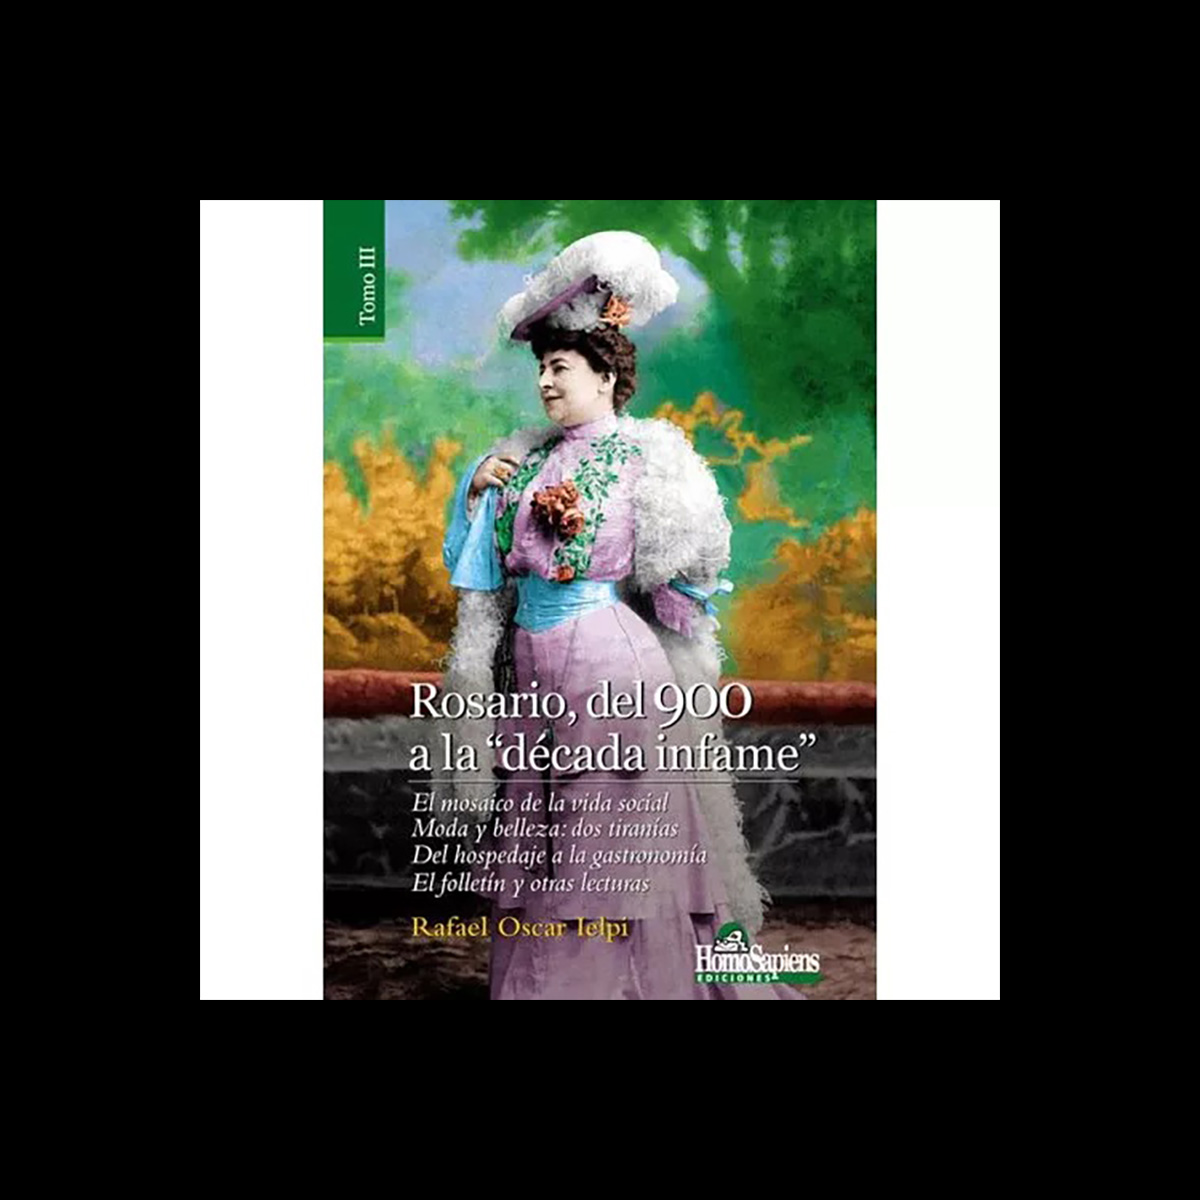 Tomo III
Rosario, del 900
a la “década infame”
El mosaico de la vida social
Moda y belleza: dos tiranías
Del hospedaje a la gastronomía
El folletín y otras lecturas
Rafael Oscar Ielpi
HomoSapiens
EDICIONES